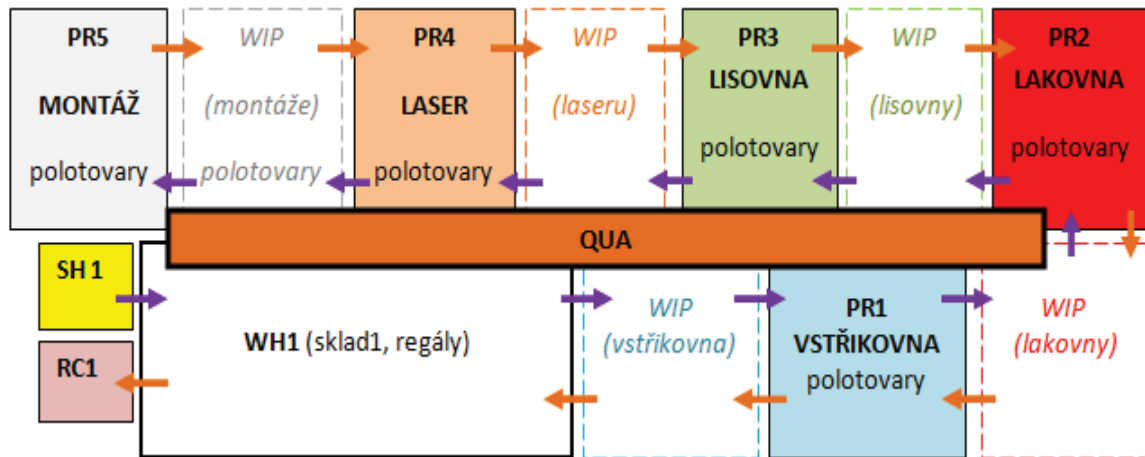 PR5
MONTÁŽ
polotovary
WIP
(montáže)
polotovary
PR4
LASER
polotovary
WIP
(laseru)
PR3
LISOVNA
polotovary
WIP
(lisovny)
PR2
LAKOVNA
polotovary
QUA
SH 1
RC1
WH1 (sklad1, regály)
WIP
(vstřikovna)
PR1
VSTŘIKOVNA
polotovary
WIP
(lakovny)